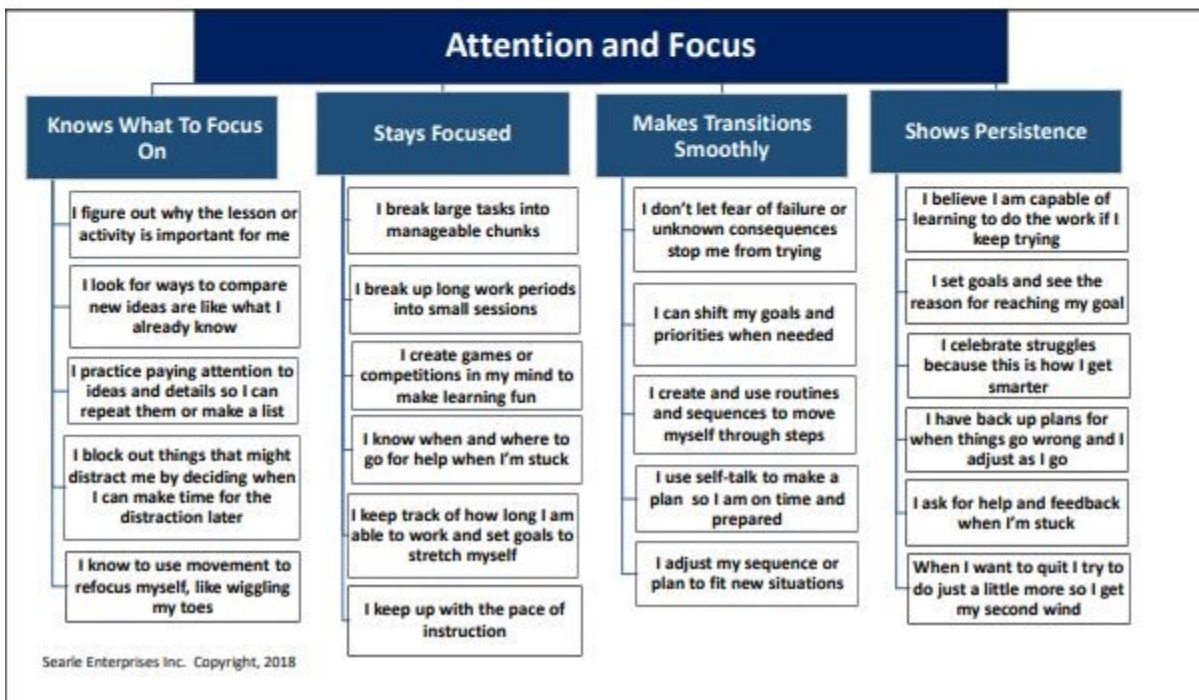 Attention and Focus
Knows What To Focus
On
I figure out why the lesson or
activity is important for me
I look for ways to compare
new ideas are like what I
already know
I practice paying attention to
ideas and details so I can
repeat them or make a list
I block out things that might
distract me by deciding when
I can make time for the
distraction later
I know to use movement to
refocus myself, like wiggling
my toes
Stays Focused
I break large tasks into
manageable chunks
I break up long work periods
into small sessions
I create games or
competitions in my mind to
make learning fun
I know when and where to
go for help when I'm stuck
I keep track of how long I am
able to work and set goals to
stretch myself
I keep up with the pace of
instruction
Makes Transitions
Smoothly
I don't let fear of failure or
unknown consequences
stop me from trying
I can shift my goals and
priorities when needed
I create and use routines
and sequences to move
myself through steps
I use self-talk to make a
plan so I am on time and
prepared
I adjust my sequence or
plan to fit new situations
Shows Persistence
I believe I am capable of
learning to do the work if I
keep trying
I set goals and see the
reason for reaching my goal
I celebrate struggles
because this is how I get
smarter
I have back up plans for
when things go wrong and I
adjust as I go
I ask for help and feedback
when I'm stuck
When I want to quit I try to
do just a little more so I get
my second wind
Searle Enterprises Inc. Copyright, 2018